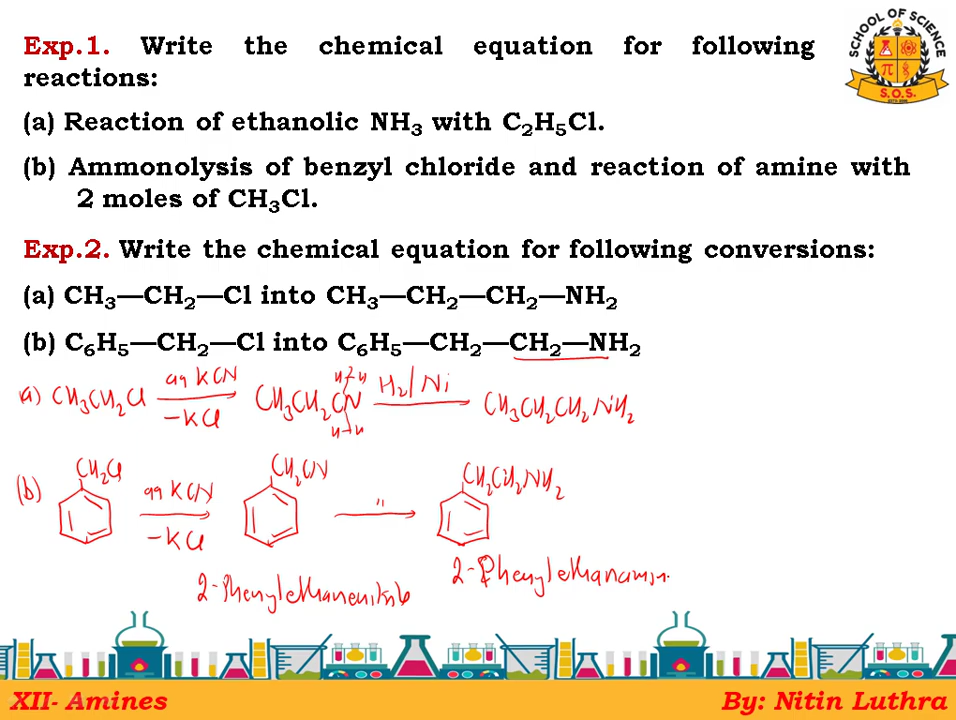 SCHOOL OF SCIENCE
S.O.S.
Exp.1. Write the chemical equation for following
reactions:
(a) Reaction of ethanolic NH₃ with C₂H₅Cl.
(b) Ammonolysis of benzyl chloride and reaction of amine with
2 moles of CH₃Cl.
Exp.2. Write the chemical equation for following conversions:
(a) CH₃—CH₂—Cl into CH₃—CH₂—CH₂—NH₂
(b) C₆H₅—CH₂—Cl into C₆H₅—CH₂—CH₂—NH₂
a) CH₃CH₂Cl aq KCN -KCl CH₃CH₂CN H₂/Ni CH₃CH₂CH₂NH₂
H H
H H
(b) CH₂Cl aq KCN -KCl CH₂CN " CH₂CH₂NH₂
2-Phenylethanenitrile 2-Phenylethanamine
XII- Amines By: Nitin Luthra